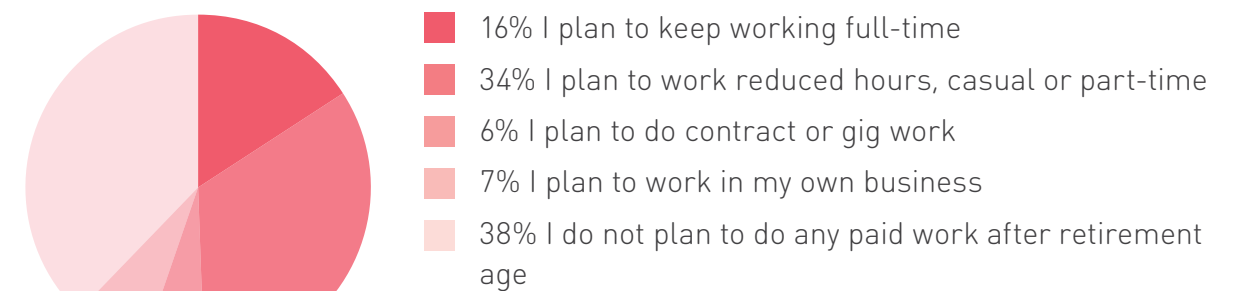 16% I plan to keep working full-time
34% I plan to work reduced hours, casual or part-time
6% I plan to do contract or gig work
7% I plan to work in my own business
38% I do not plan to do any paid work after retirement
age